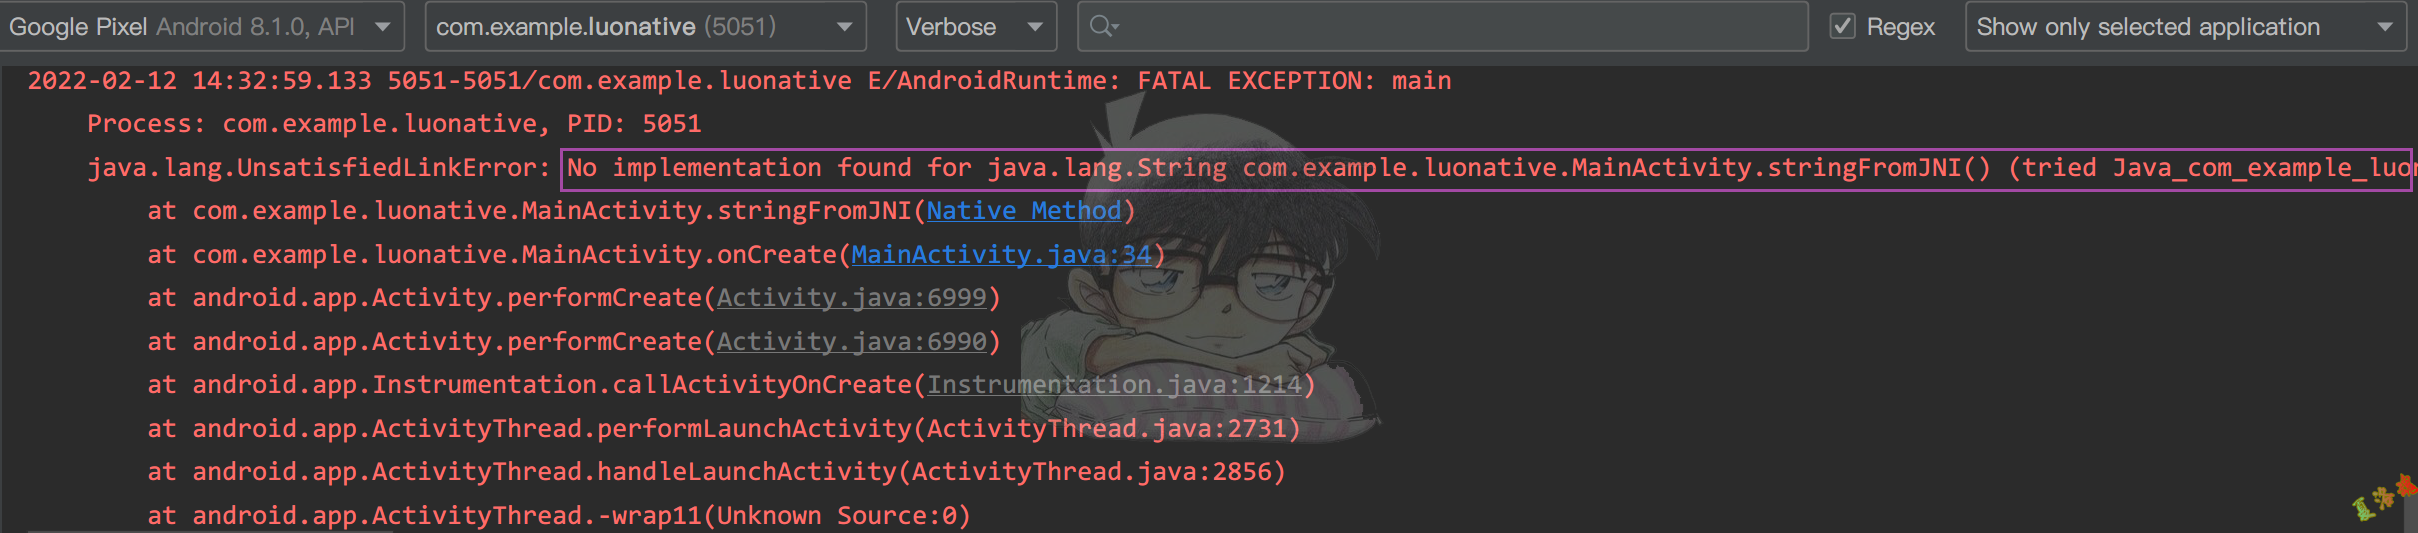 Google Pixel Android 8.1.0, API com.example.luonative (5051) Verbose Regex Show only selected application
2022-02-12 14:32:59.133 5051-5051/com.example.luonative E/AndroidRuntime: FATAL EXCEPTION: main
Process: com.example.luonative, PID: 5051
java.lang.UnsatisfiedLinkError: No implementation found for java.lang.String com.example.luonative.MainActivity.stringFromJNI() (tried Java_com_example_luon
at com.example.luonative.MainActivity.stringFromJNI(Native Method)
at com.example.luonative.MainActivity.onCreate(MainActivity.java:34)
at android.app.Activity.performCreate(Activity.java:6999)
at android.app.Activity.performCreate(Activity.java:6990)
at android.app.Instrumentation.callActivityOnCreate(Instrumentation.java:1214)
at android.app.ActivityThread.performLaunchActivity(ActivityThread.java:2731)
at android.app.ActivityThread.handleLaunchActivity(ActivityThread.java:2856)
at android.app.ActivityThread.-wrap11(Unknown Source:0)